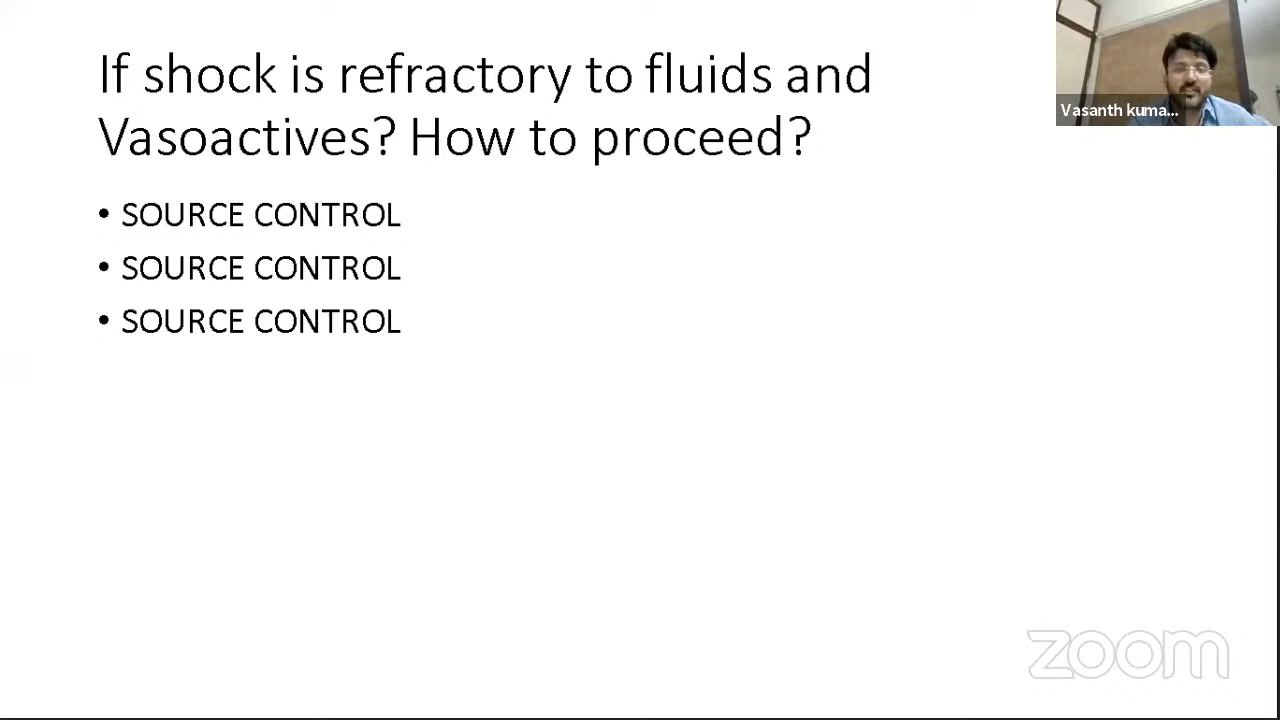 If shock is refractory to fluids and
Vasoactives? How to proceed?
• SOURCE CONTROL
• SOURCE CONTROL
• SOURCE CONTROL
Vasanth kuma...
zoom